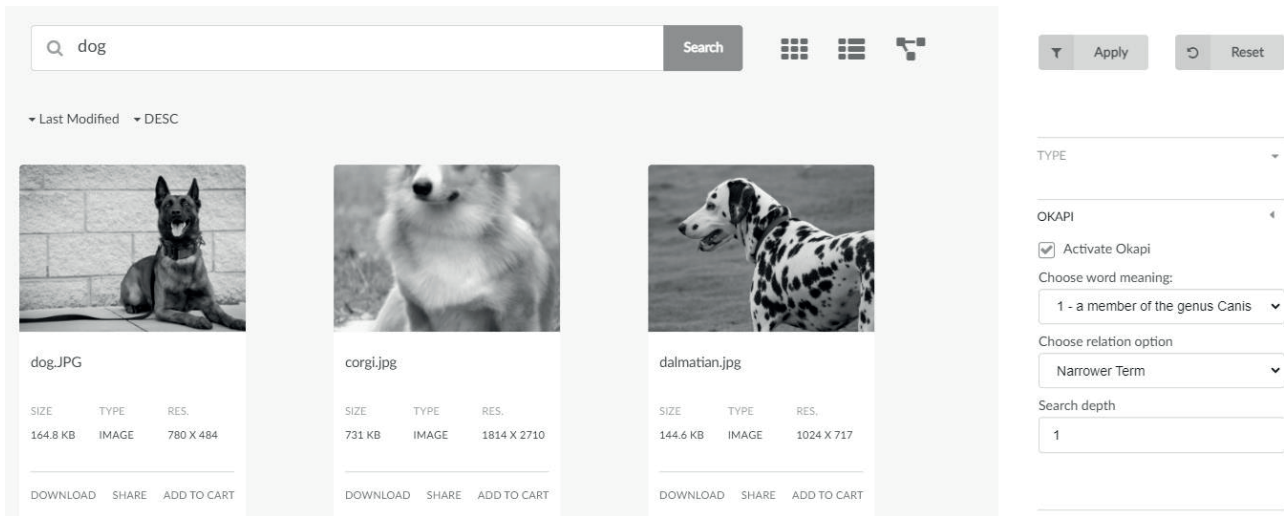 dog
Search
Last Modified DESC
dog.JPG
SIZE TYPE RES.
164.8 KB IMAGE 780 X 484
DOWNLOAD SHARE ADD TO CART
corgi.jpg
SIZE TYPE RES.
731 KB IMAGE 1814 X 2710
DOWNLOAD SHARE ADD TO CART
dalmatian.jpg
SIZE TYPE RES.
144.6 KB IMAGE 1024 X 717
DOWNLOAD SHARE ADD TO CART
Apply Reset
TYPE
OKAPI
Activate Okapi
Choose word meaning:
1 - a member of the genus Canis
Choose relation option
Narrower Term
Search depth
1